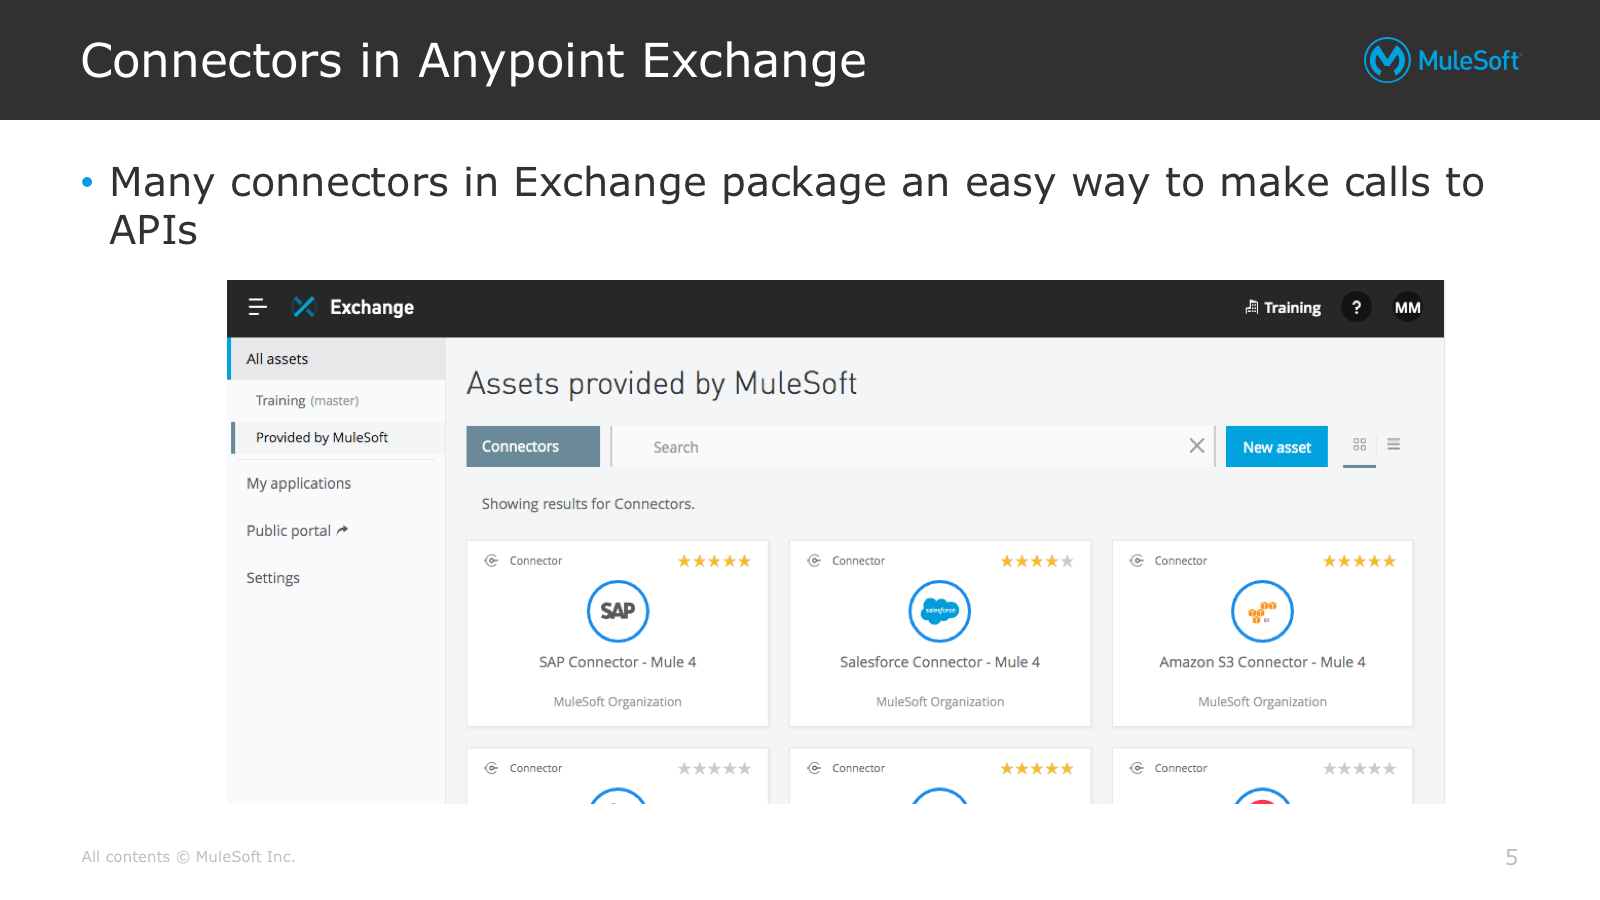 Connectors in Anypoint Exchange
MuleSoft
• Many connectors in Exchange package an easy way to make calls to
APIs
Exchange
Training
?
MM
All assets
Training (master)
Provided by MuleSoft
My applications
Public portal
Settings
Assets provided by MuleSoft
Connectors
Search
New asset
Showing results for Connectors.
Connector
SAP
SAP Connector - Mule 4
MuleSoft Organization
Connector
salesforce
Salesforce Connector - Mule 4
MuleSoft Organization
Connector
S3
Amazon S3 Connector - Mule 4
MuleSoft Organization
Connector
Connector
Connector
All contents © MuleSoft Inc.
5